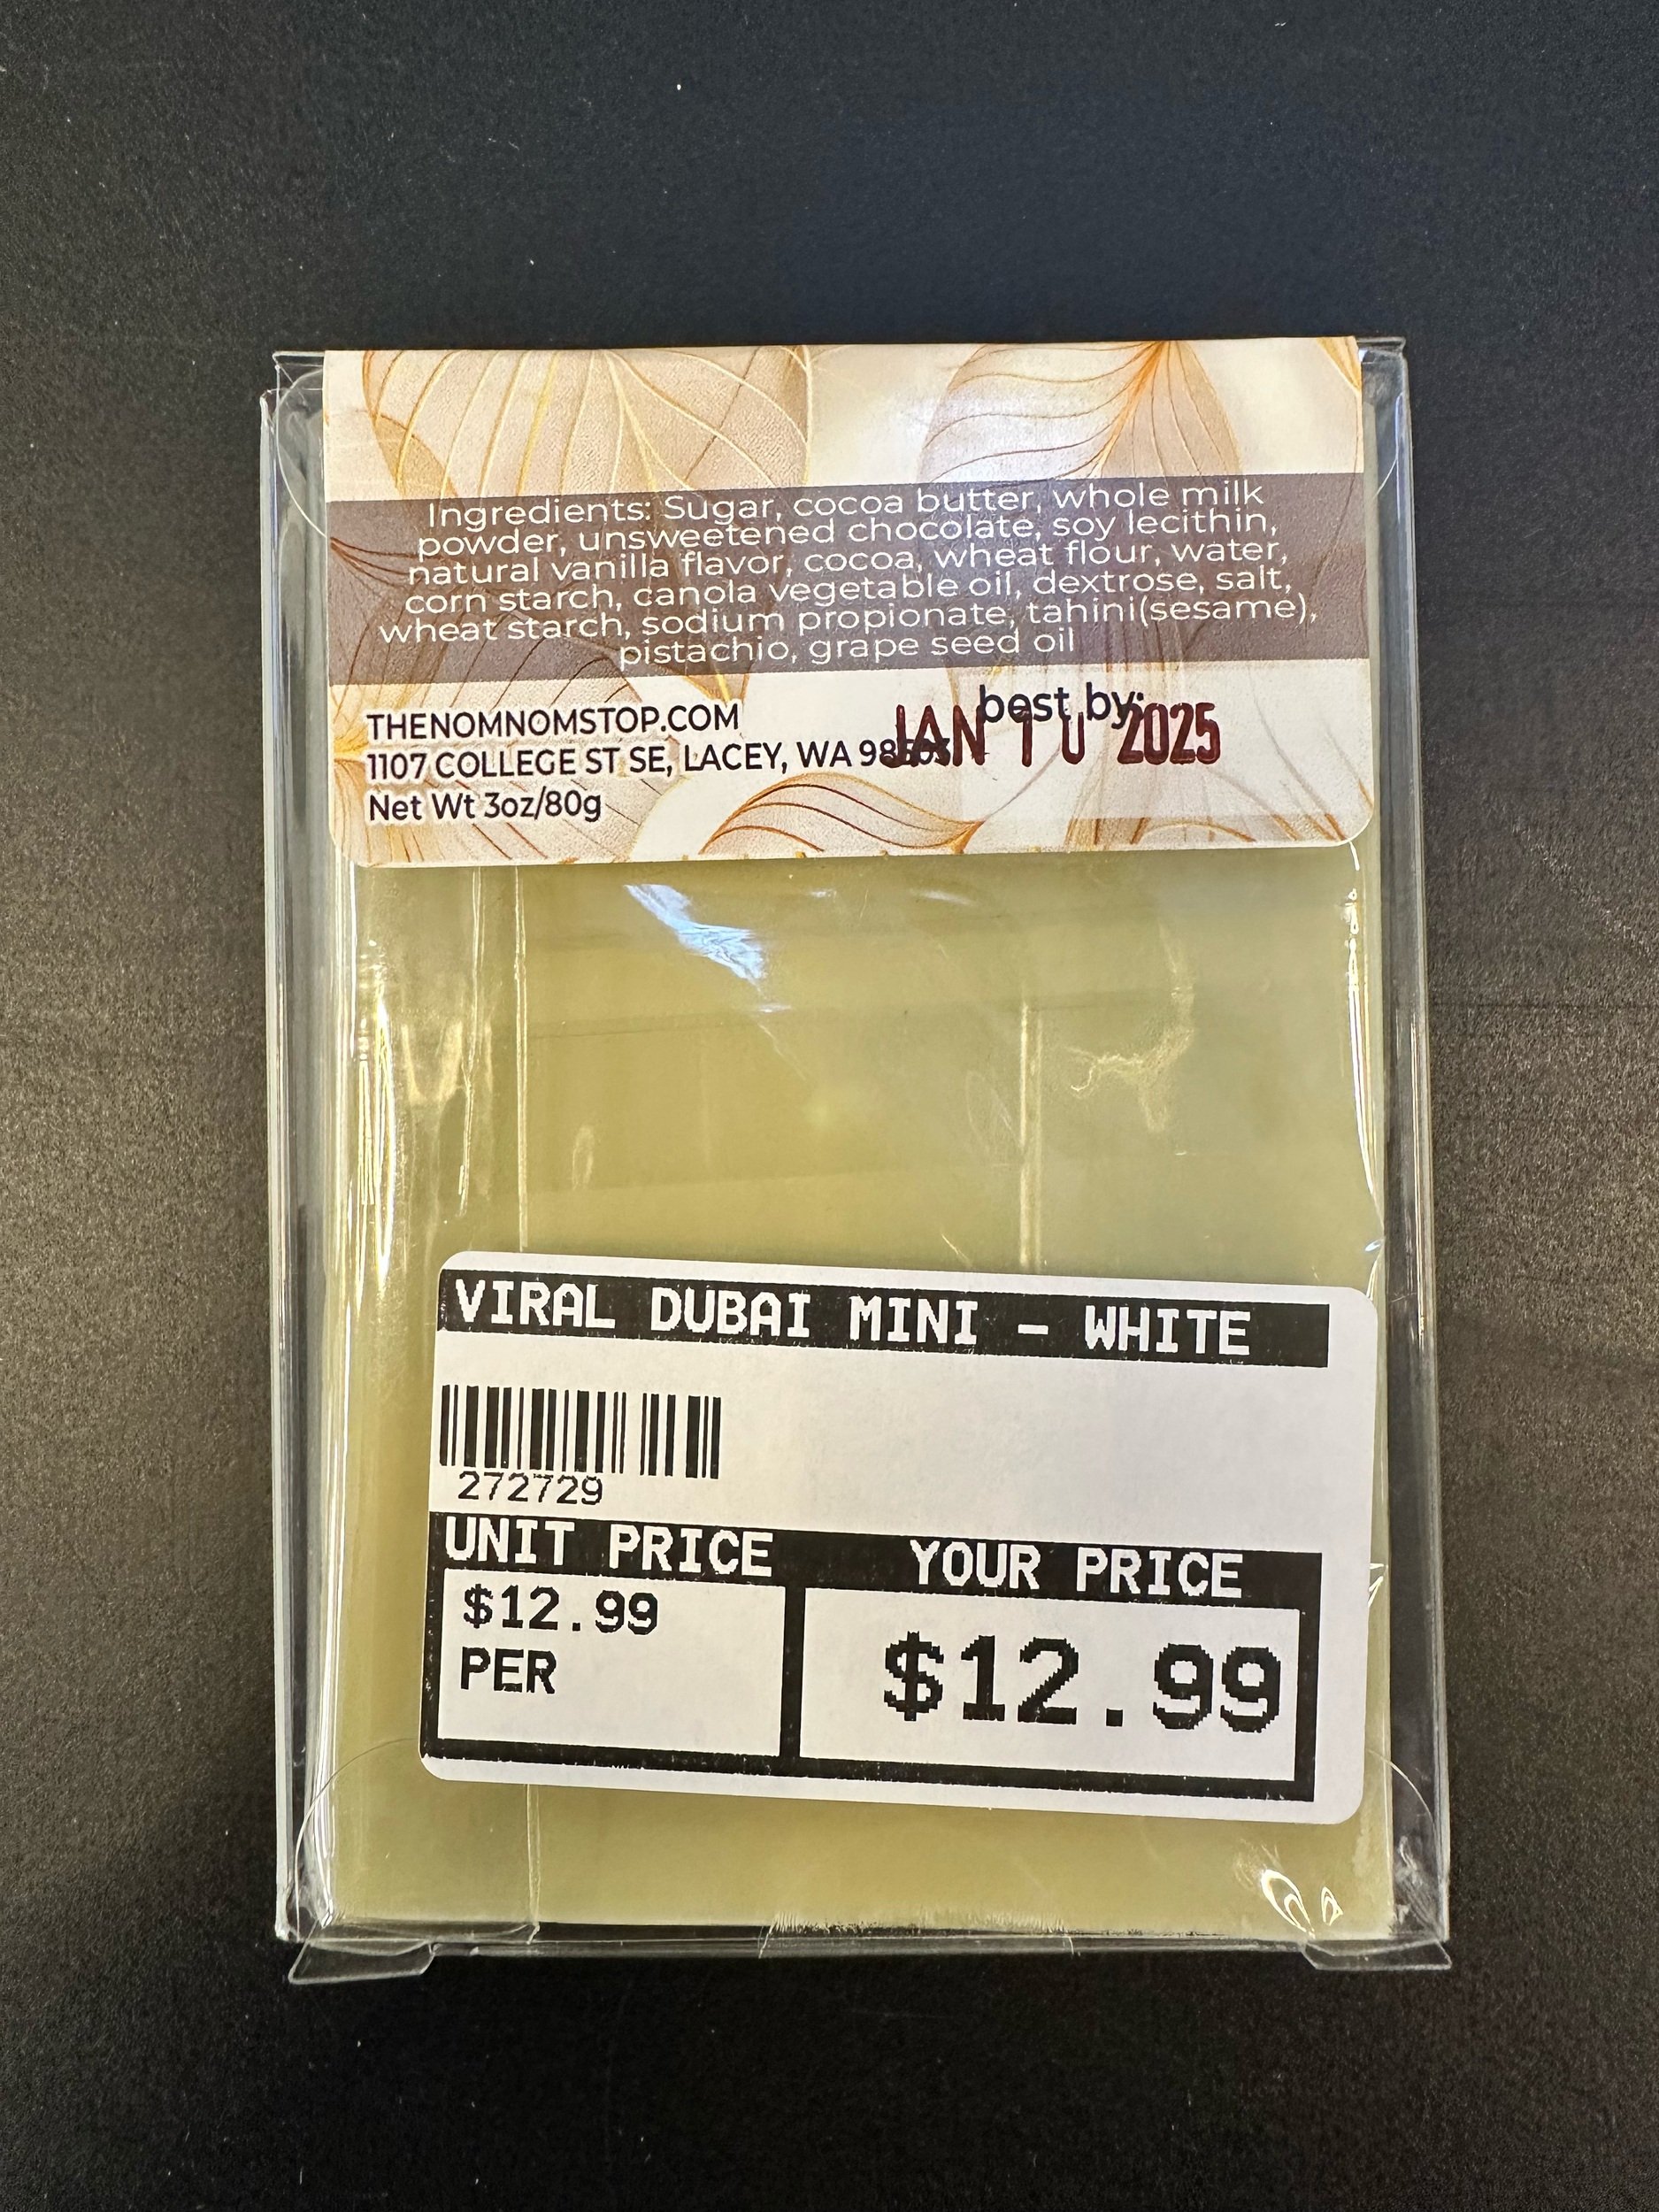 Ingredients: Sugar, cocoa butter, whole milk
powder, unsweetened chocolate, soy lecithin,
natural vanilla flavor, cocoa, wheat flour, water,
corn starch, canola vegetable oil, dextrose, salt,
wheat starch, sodium propionate, tahini(sesame),
pistachio, grape seed oil
best by:
JAN 10 2025
THENOMNOMSTOP.COM
1107 COLLEGE ST SE, LACEY, WA
Net Wt 3oz/80g
VIRAL DUBAI MINI - WHITE
272729
UNIT PRICE
$12.99
PER
YOUR PRICE
$12.99